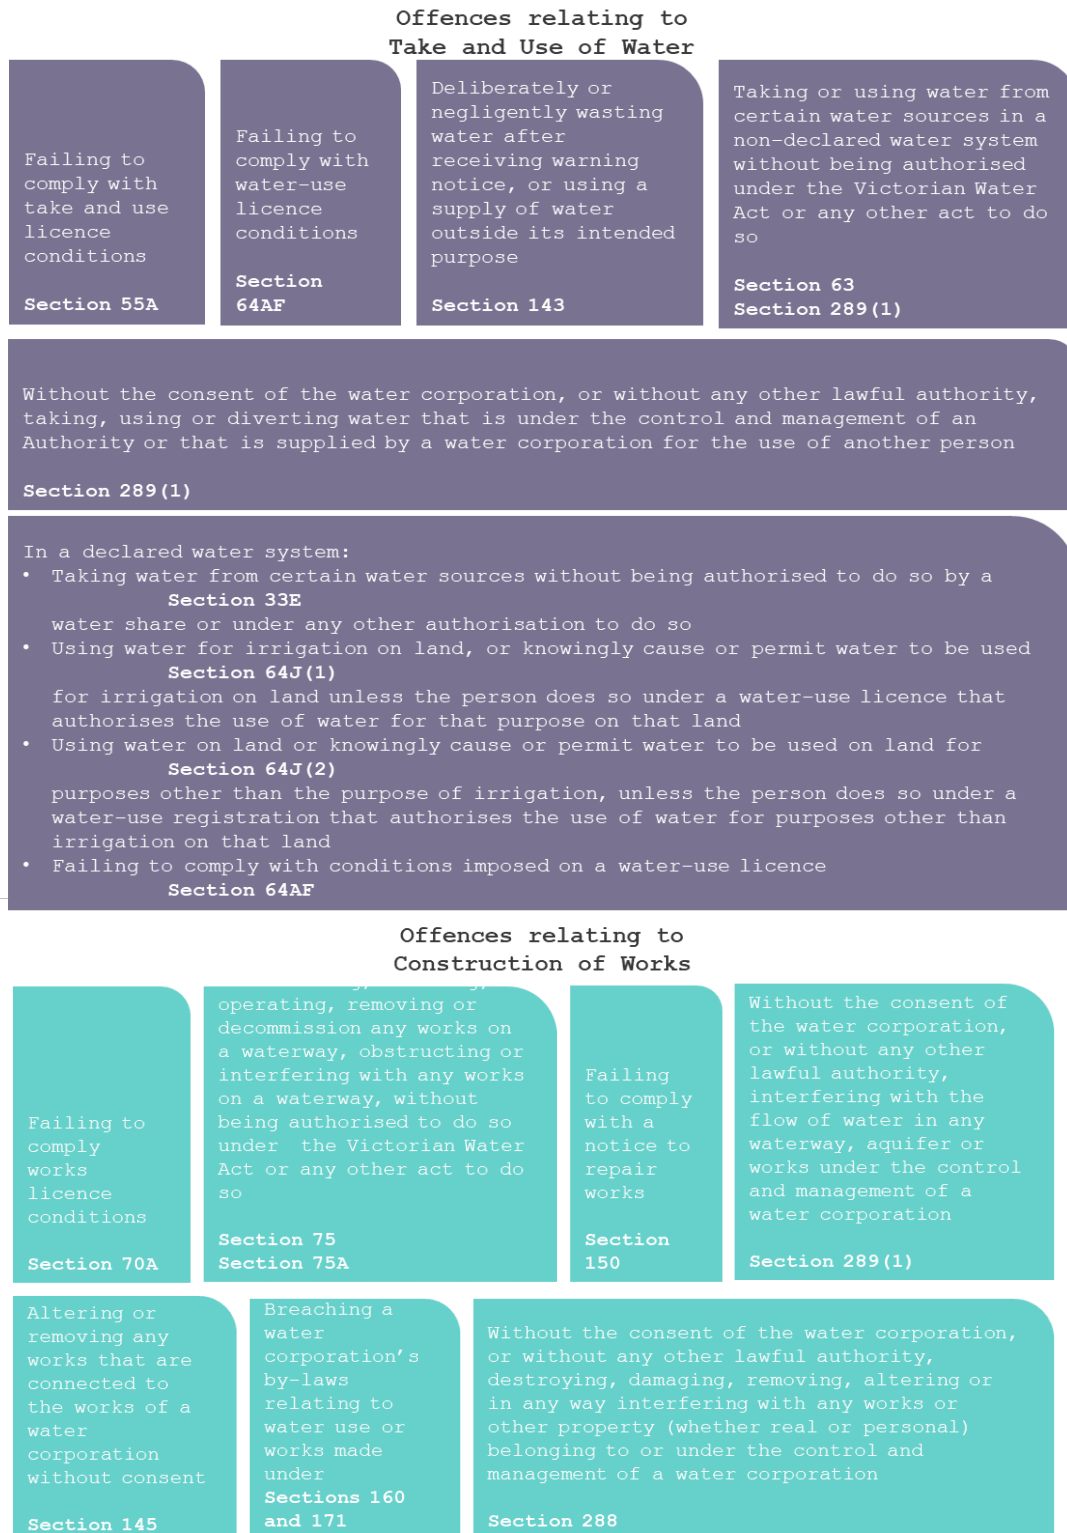 Offences relating to
Take and Use of Water
Failing to
comply with
take and use
licence
conditions
Section 55A
Failing to
comply with
water-use
licence
conditions
Section
64AF
Deliberately or
negligently wasting
water after
receiving warning
notice, or using a
supply of water
outside its intended
purpose
Section 143
Taking or using water from
certain water sources in a
non-declared water system
without being authorised
under the Victorian Water
Act or any other act to do
so
Section 63
Section 289(1)
Without the consent of the water corporation, or without any other lawful authority,
taking, using or diverting water that is under the control and management of an
Authority or that is supplied by a water corporation for the use of another person
Section 289(1)
In a declared water system:
• Taking water from certain water sources without being authorised to do so by a
Section 33E
water share or under any other authorisation to do so
• Using water for irrigation on land, or knowingly cause or permit water to be used
Section 64J(1)
for irrigation on land unless the person does so under a water-use licence that
authorises the use of water for that purpose on that land
• Using water on land or knowingly cause or permit water to be used on land for
Section 64J(2)
purposes other than the purpose of irrigation, unless the person does so under a
water-use registration that authorises the use of water for purposes other than
irrigation on that land
• Failing to comply with conditions imposed on a water-use licence
Section 64AF
Offences relating to
Construction of Works
Failing to
comply
works
licence
conditions
Section 70A
operating, removing or
decommission any works on
a waterway, obstructing or
interfering with any works
on a waterway, without
being authorised to do so
under the Victorian Water
Act or any other act to do
so
Section 75
Section 75A
Failing
to comply
with a
notice to
repair
works
Section
150
Without the consent of
the water corporation,
or without any other
lawful authority,
interfering with the
flow of water in any
waterway, aquifer or
works under the control
and management of a
water corporation
Section 289(1)
Altering or
removing any
works that are
connected to
the works of a
water
corporation
without consent
Section 145
Breaching a
water
corporation's
by-laws
relating to
water use or
works made
under
Sections 160
and 171
Without the consent of the water corporation,
or without any other lawful authority,
destroying, damaging, removing, altering or
in any way interfering with any works or
other property (whether real or personal)
belonging to or under the control and
management of a water corporation
Section 288